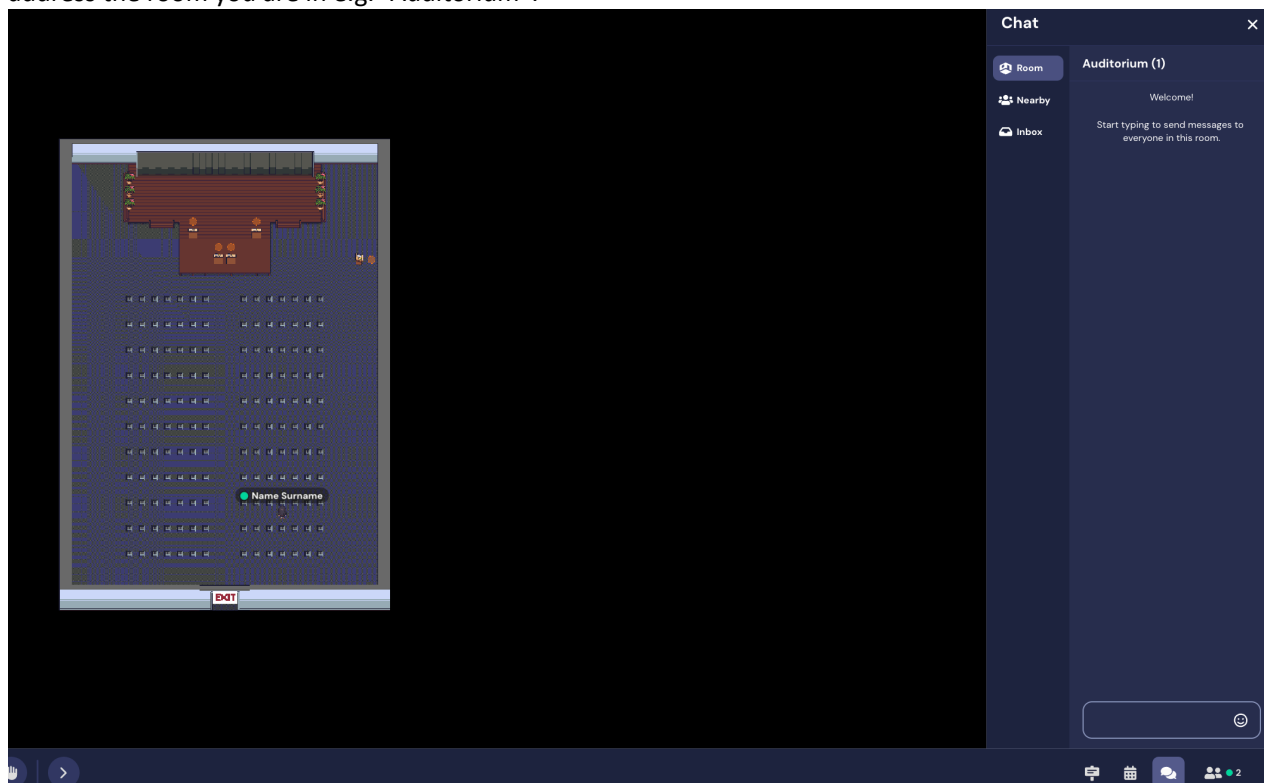 address the room you are in e.g. "Auditorium".
Chat
Room
Nearby
Inbox
Auditorium (1)
Welcome!
Start typing to send messages to
everyone in this room.
Name Surname
EXIT
2